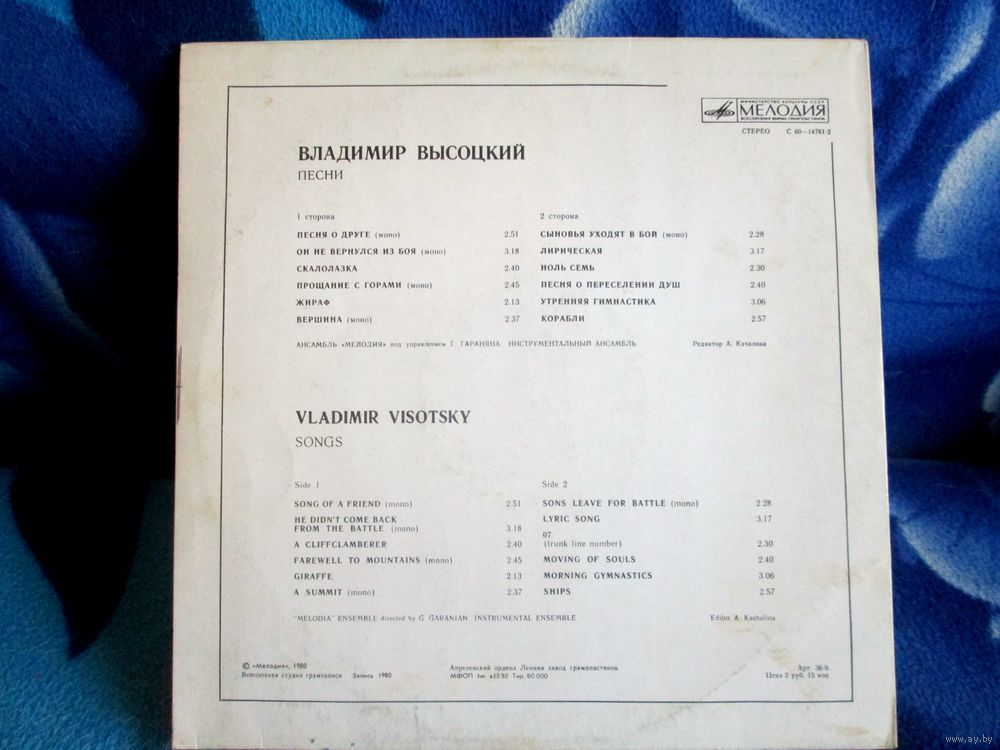 МИНИСТЕРСТВО КУЛЬТУРЫ СССР
МЕЛОДИЯ
ВСЕСОЮЗНАЯ ФИРМА ГРАМПЛАСТИНОК
СТЕРЕО С 60—14761-2
ВЛАДИМИР ВЫСОЦКИЙ
ПЕСНИ
1 сторона
ПЕСНЯ О ДРУГЕ (моно) 2.51
ОН НЕ ВЕРНУЛСЯ ИЗ БОЯ (моно) 3.18
СКАЛОЛАЗКА 2.40
ПРОЩАНИЕ С ГОРАМИ (моно) 2.45
ЖИРАФ 2.13
ВЕРШИНА (моно) 2.37
2 сторона
СЫНОВЬЯ УХОДЯТ В БОЙ (моно) 2.28
ЛИРИЧЕСКАЯ 3.17
НОЛЬ СЕМЬ 2.30
ПЕСНЯ О ПЕРЕСЕЛЕНИИ ДУШ 2.40
УТРЕННЯЯ ГИМНАСТИКА 3.06
КОРАБЛИ 2.57
АНСАМБЛЬ «МЕЛОДИЯ» под управлением Г. ГАРАНЯНА. ИНСТРУМЕНТАЛЬНЫЙ АНСАМБЛЬ Редактор А. Качалина
VLADIMIR VISOTSKY
SONGS
Side 1
SONG OF A FRIEND (mono) 2.51
HE DIDN'T COME BACK
FROM THE BATTLE (mono) 3.18
A CLIFFCLAMBERER 2.40
FAREWELL TO MOUNTAINS (mono) 2.45
GIRAFFE 2.13
A SUMMIT (mono) 2.37
Side 2
SONS LEAVE FOR BATTLE (mono) 2.28
LYRIC SONG 3.17
07
(trunk line number) 2.30
MOVING OF SOULS 2.40
MORNING GYMNASTICS 3.06
SHIPS 2.57
"MELODIA" ENSEMBLE directed by G. GARANIAN. INSTRUMENTAL ENSEMBLE Editor A. Kachalina
© «Мелодия», 1980
Всесоюзная студия грамзаписи Запись 1980
Апрелевский ордена Ленина завод грампластинок
МФОП Зак. 1592 Тир. 60.000
Арт. 36-8.
Цена 2 руб. 15 коп
www.ay.by